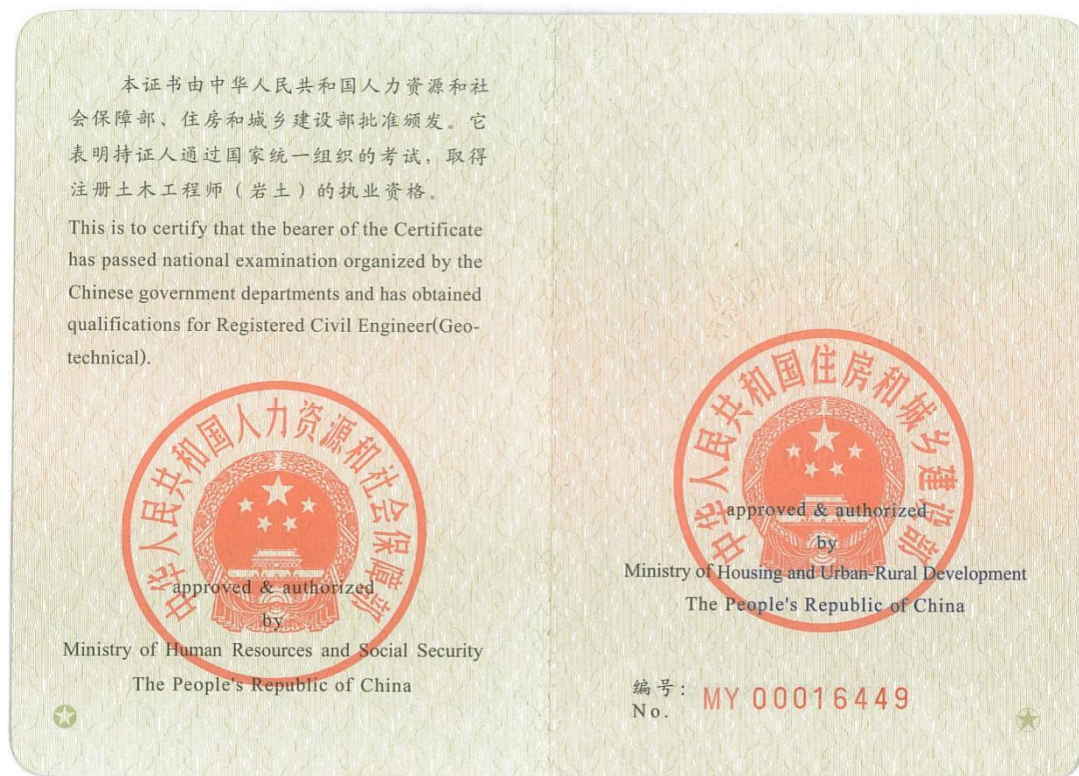 本证书由中华人民共和国人力资源和社
会保障部、住房和城乡建设部批准颁发。它
表明持证人通过国家统一组织的考试，取得
注册土木工程师（岩土）的执业资格。
This is to certify that the bearer of the Certificate
has passed national examination organized by the
Chinese government departments and has obtained
qualifications for Registered Civil Engineer(Geo-
technical).
中华人民共和国人力资源和社会保障部
approved & authorized
by
Ministry of Human Resources and Social Security
The People's Republic of China
中华人民共和国住房和城乡建设部
approved & authorized
by
Ministry of Housing and Urban-Rural Development
The People's Republic of China
编号：
No. MY 00016449